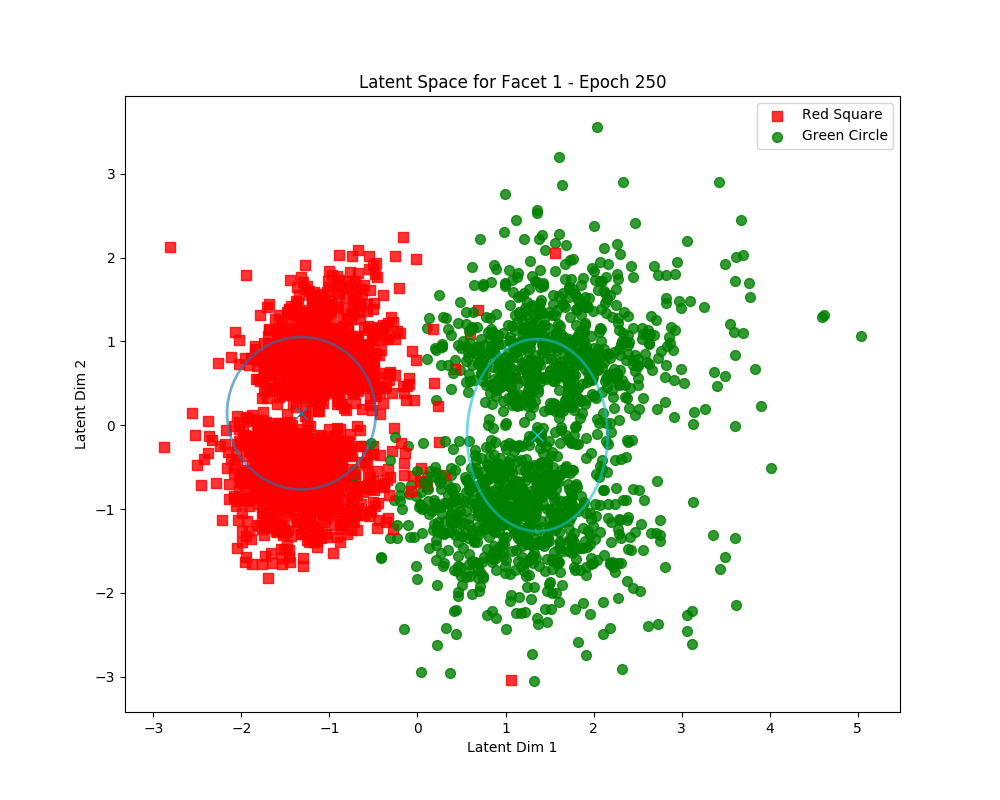 Latent Space for Facet 1 - Epoch 250
Red Square
Green Circle
3
2
1
0
−1
−2
−3
Latent Dim 2
−3 −2 −1 0 1 2 3 4 5
Latent Dim 1